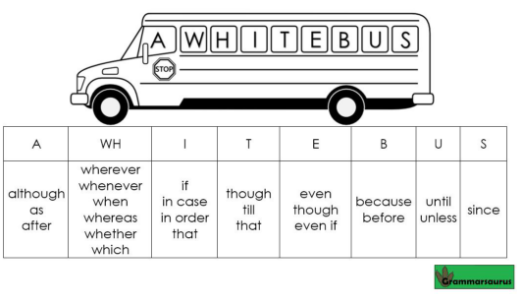 A WHITEBUS
STOP
A WH I T E B U S
although
as
after
wherever
whenever
when
whereas
whether
which
if
in case
in order
that
though
till
that
even
though
even if
because
before
until
unless
since
Grammarsaurus